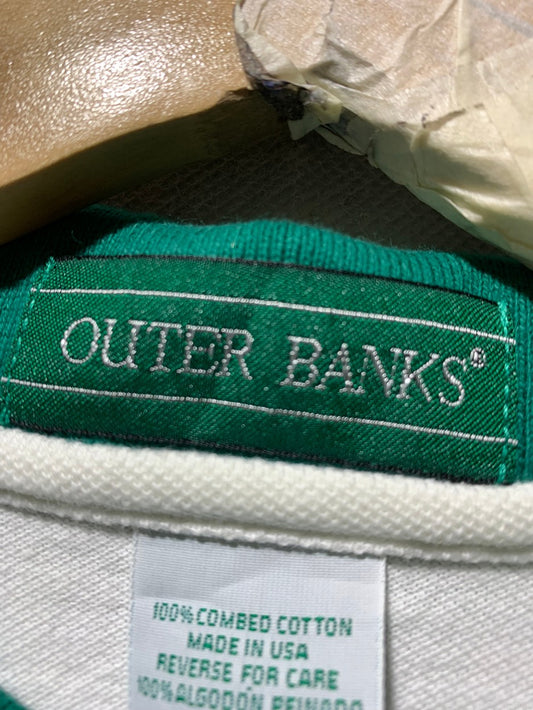 OUTER BANKS®
100% COMBED COTTON
MADE IN USA
REVERSE FOR CARE
100% ALGODÓN PEINADO